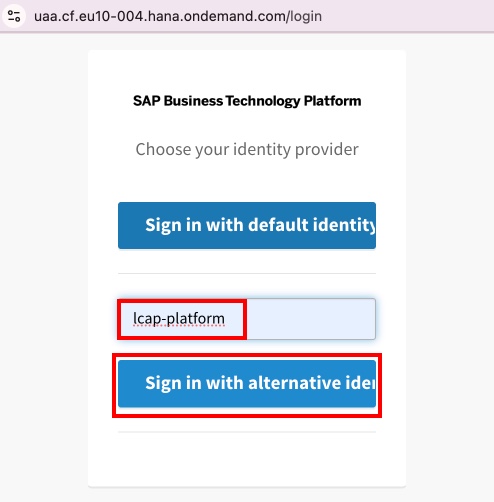 uaa.cf.eu10-004.hana.ondemand.com/login
SAP Business Technology Platform
Choose your identity provider
Sign in with default identity
lcap-platform
Sign in with alternative iden